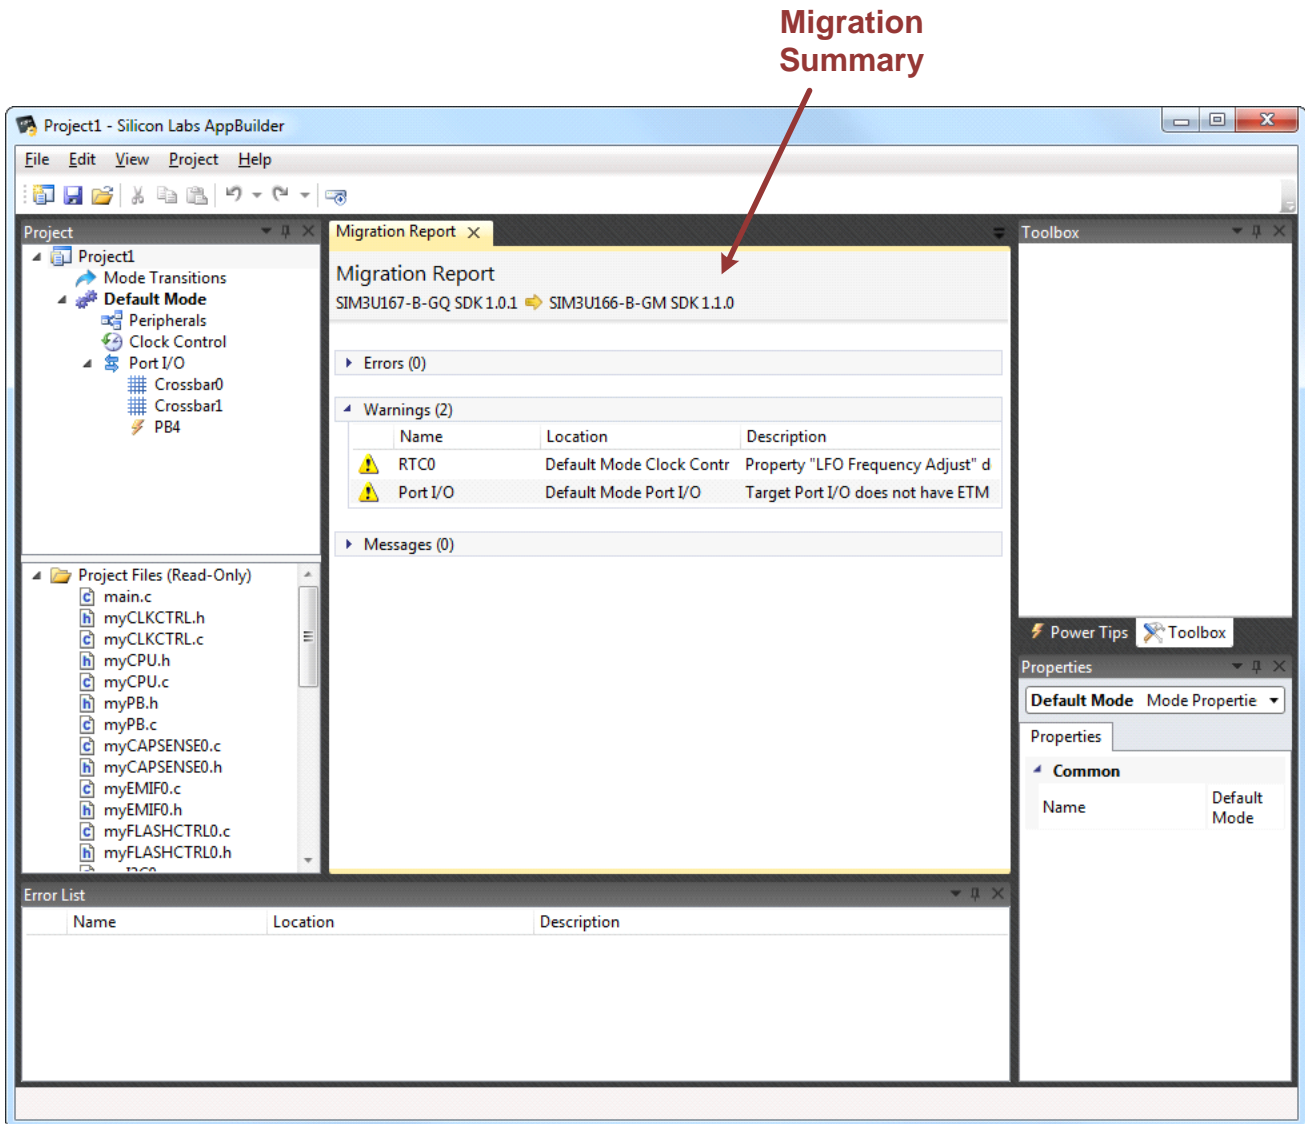 Migration
Summary
Project1 - Silicon Labs AppBuilder
File Edit View Project Help
Project
Project1
Mode Transitions
Default Mode
Peripherals
Clock Control
Port I/O
Crossbar0
Crossbar1
PB4
Project Files (Read-Only)
main.c
myCLKCTRL.h
myCLKCTRL.c
myCPU.h
myCPU.c
myPB.h
myPB.c
myCAPSENSE0.c
myCAPSENSE0.h
myEMIF0.c
myEMIF0.h
myFLASHCTRL0.c
myFLASHCTRL0.h
Migration Report
Migration Report
SIM3U167-B-GQ SDK 1.0.1 SIM3U166-B-GM SDK 1.1.0
Errors (0)
Warnings (2)
Name Location Description
RTC0 Default Mode Clock Contr Property "LFO Frequency Adjust" d
Port I/O Default Mode Port I/O Target Port I/O does not have ETM
Messages (0)
Toolbox
Power Tips Toolbox
Properties
Default Mode Mode Propertie
Properties
Common
Name Default
Mode
Error List
Name Location Description